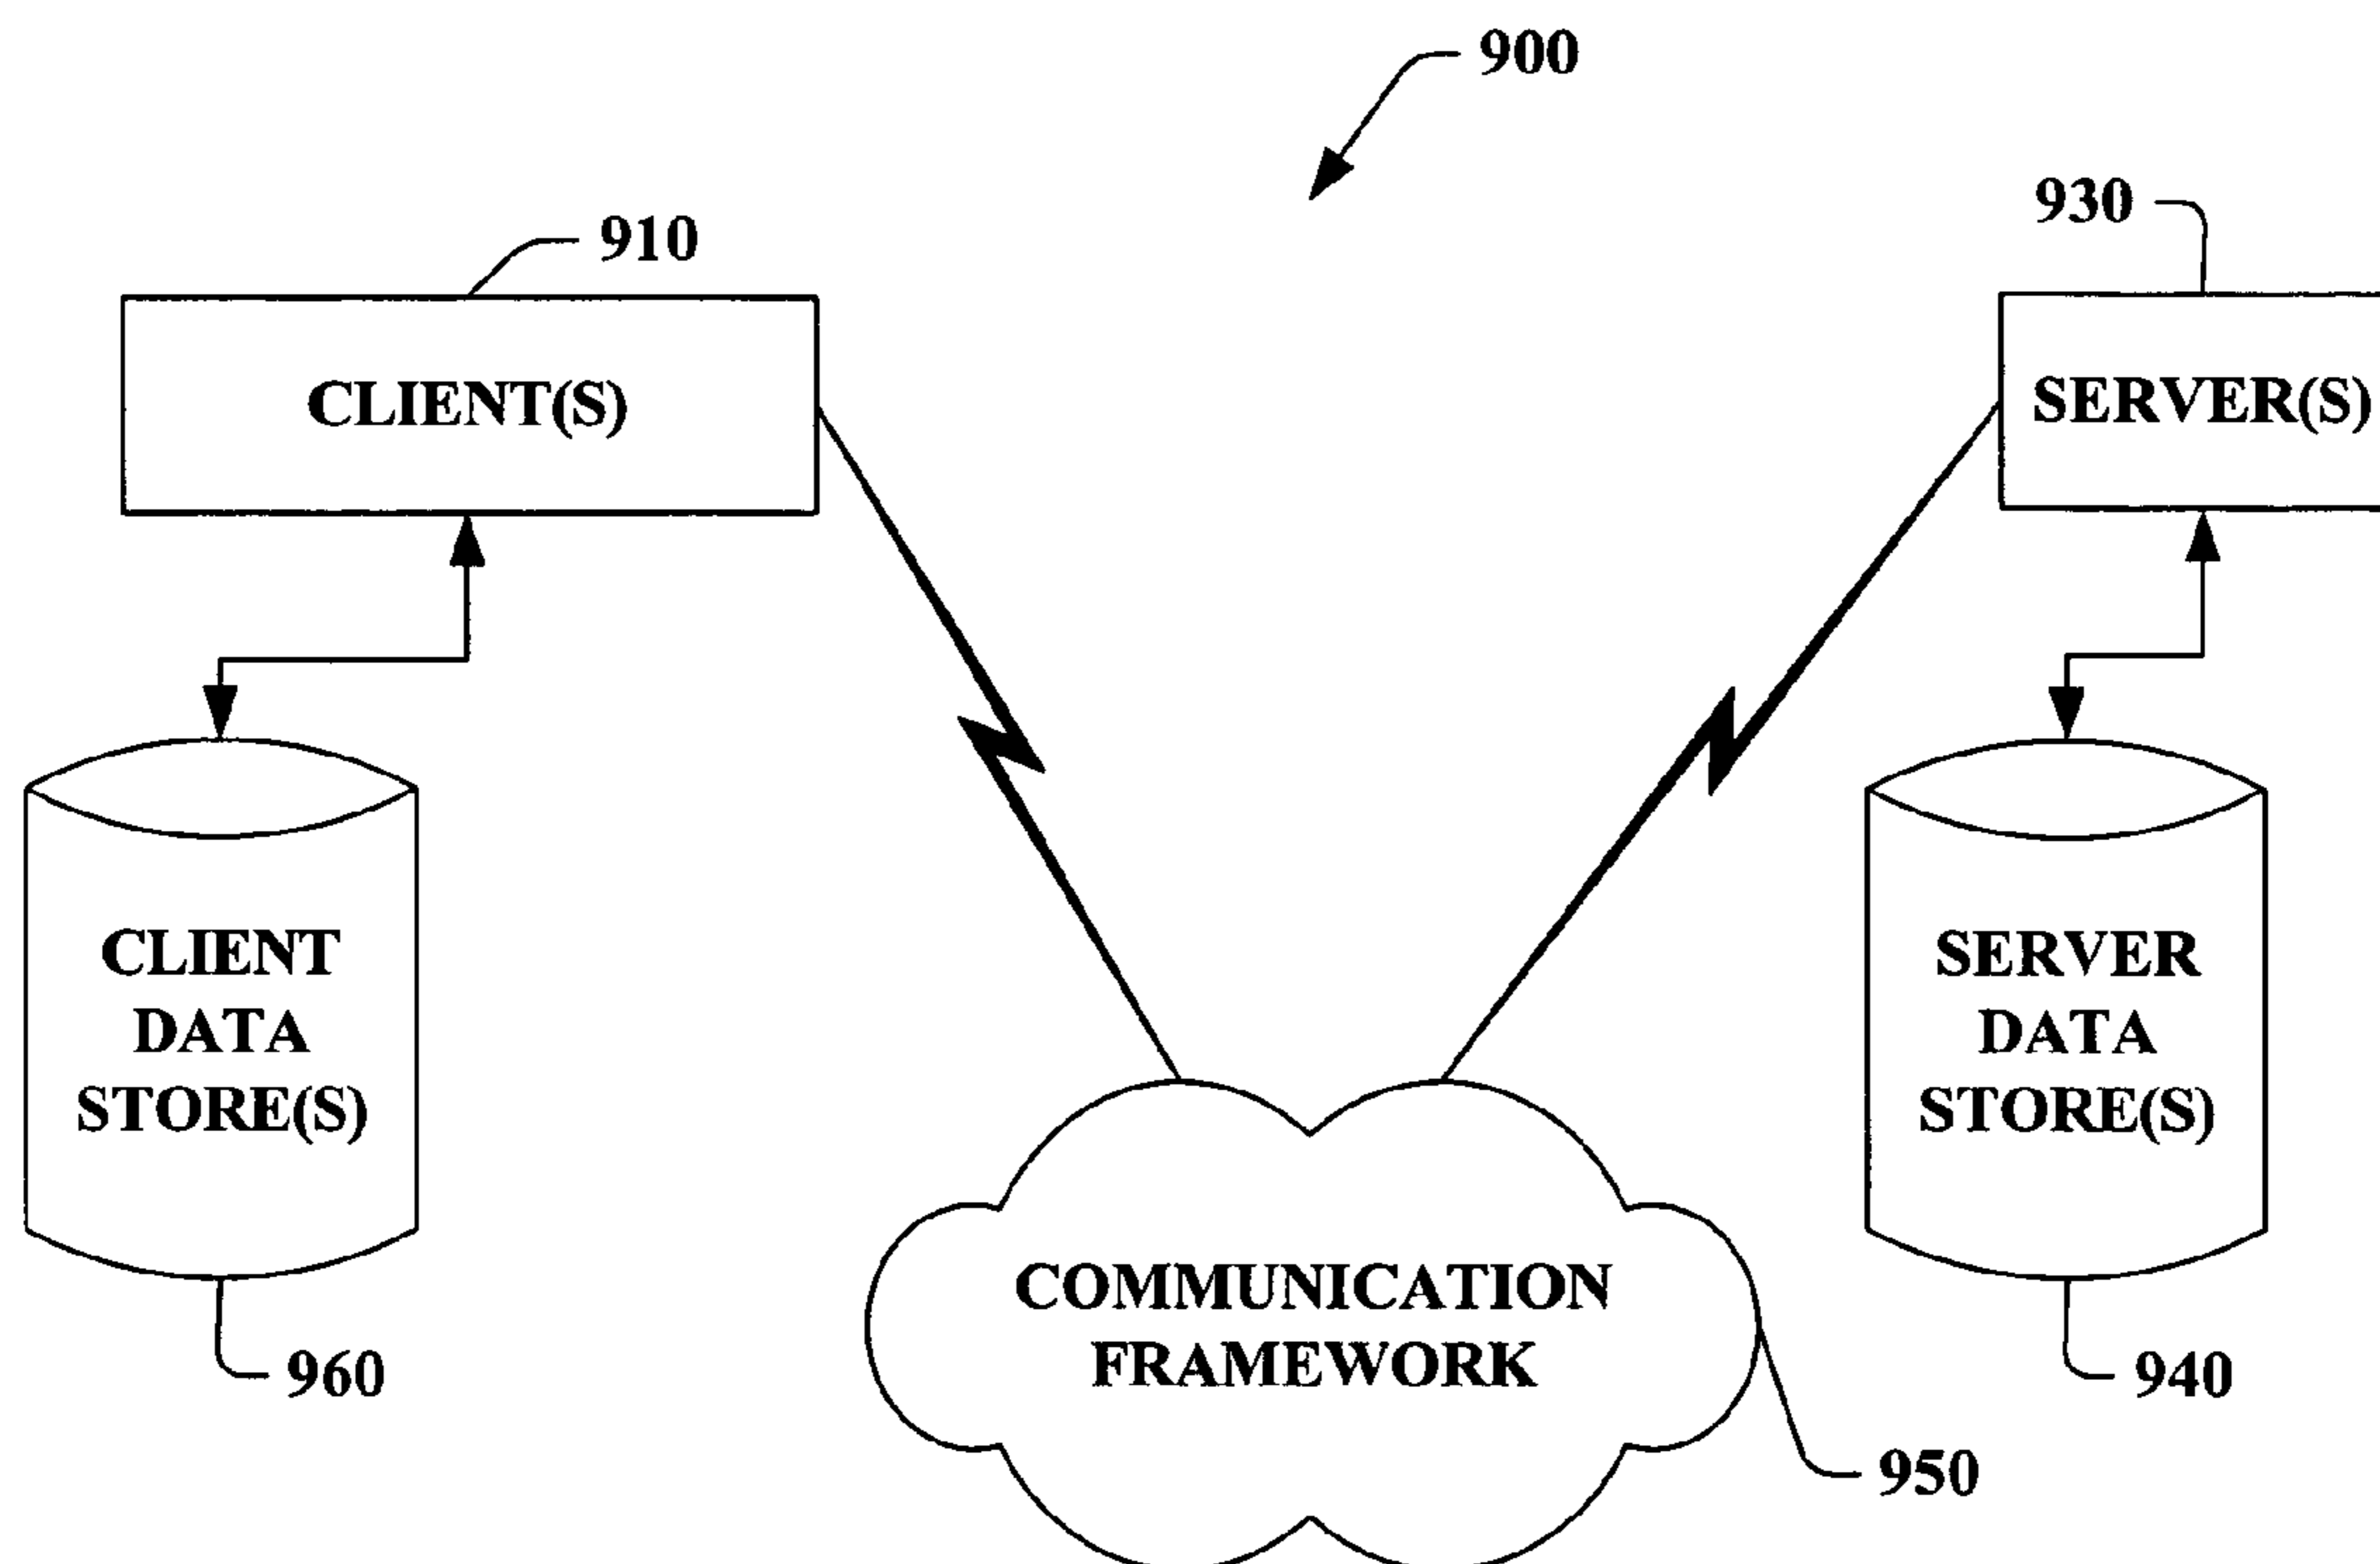 900
910
930
CLIENT(S)
SERVER(S)
CLIENT
DATA
STORE(S)
SERVER
DATA
STORE(S)
COMMUNICATION
FRAMEWORK
960
940
950